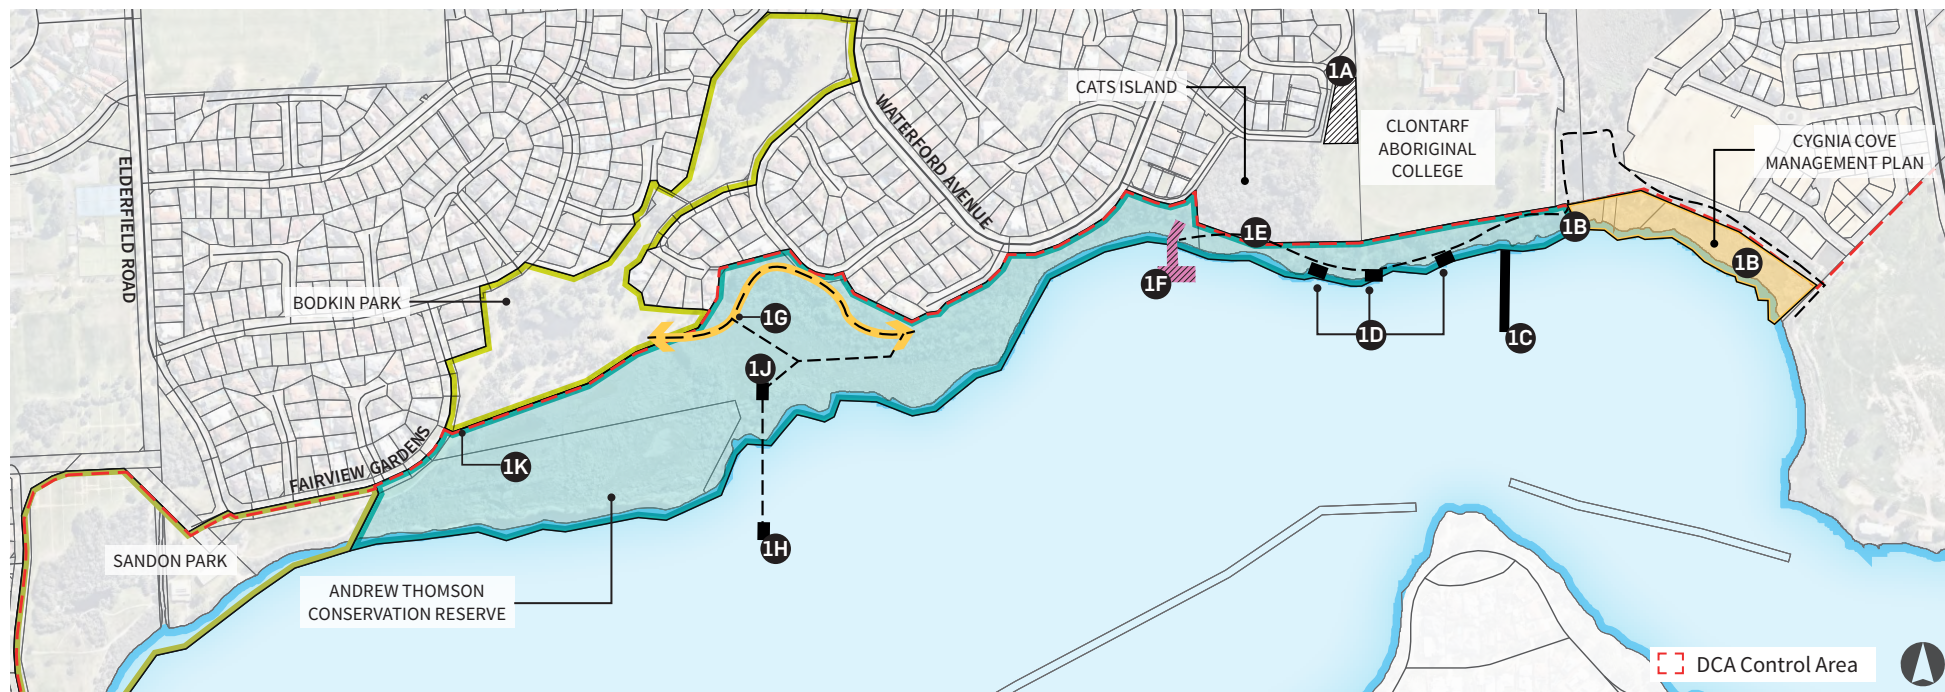 1A
CATS ISLAND
WATERFORD AVENUE
CLONTARF
ABORIGINAL
COLLEGE
CYGNIA COVE
MANAGEMENT PLAN
ELDERFIELD ROAD
1B
1E
1B
1F
BODKIN PARK
1G
1D
1C
1J
FAIRVIEW GARDENS
1K
1H
SANDON PARK
ANDREW THOMSON
CONSERVATION RESERVE
DCA Control Area